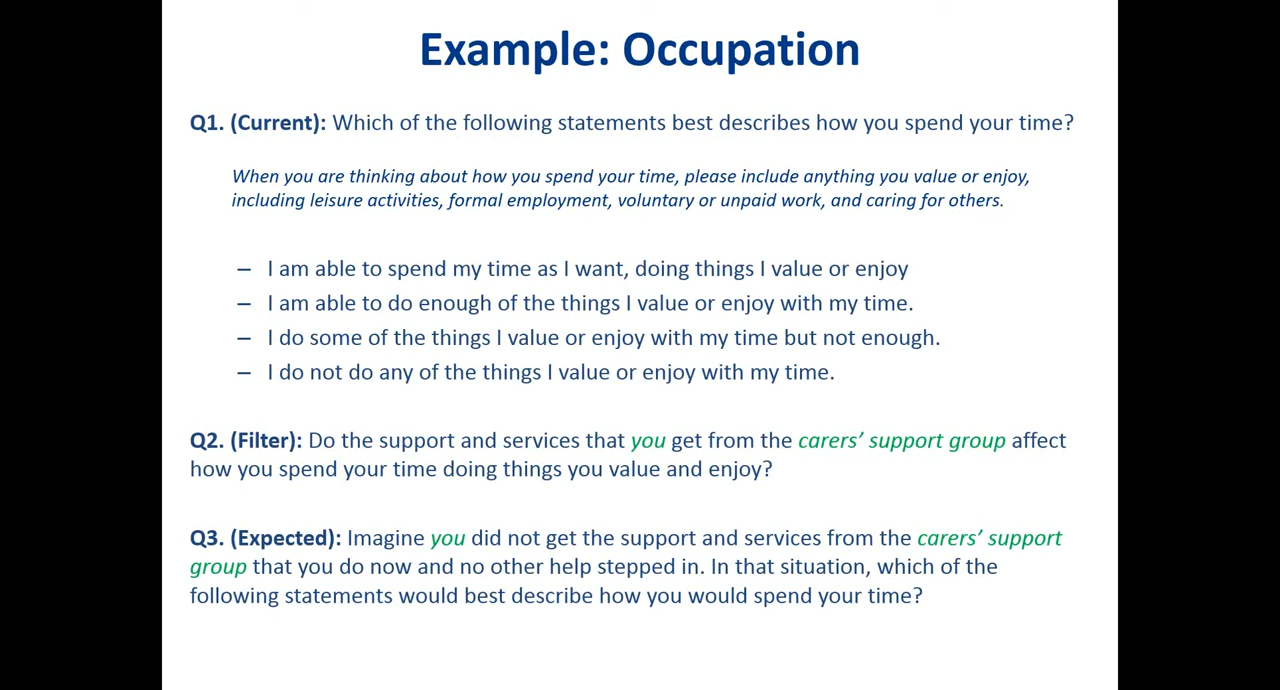 Example: Occupation
Q1. (Current): Which of the following statements best describes how you spend your time?
When you are thinking about how you spend your time, please include anything you value or enjoy,
including leisure activities, formal employment, voluntary or unpaid work, and caring for others.
– I am able to spend my time as I want, doing things I value or enjoy
– I am able to do enough of the things I value or enjoy with my time.
– I do some of the things I value or enjoy with my time but not enough.
– I do not do any of the things I value or enjoy with my time.
Q2. (Filter): Do the support and services that you get from the carers’ support group affect
how you spend your time doing things you value and enjoy?
Q3. (Expected): Imagine you did not get the support and services from the carers’ support
group that you do now and no other help stepped in. In that situation, which of the
following statements would best describe how you would spend your time?